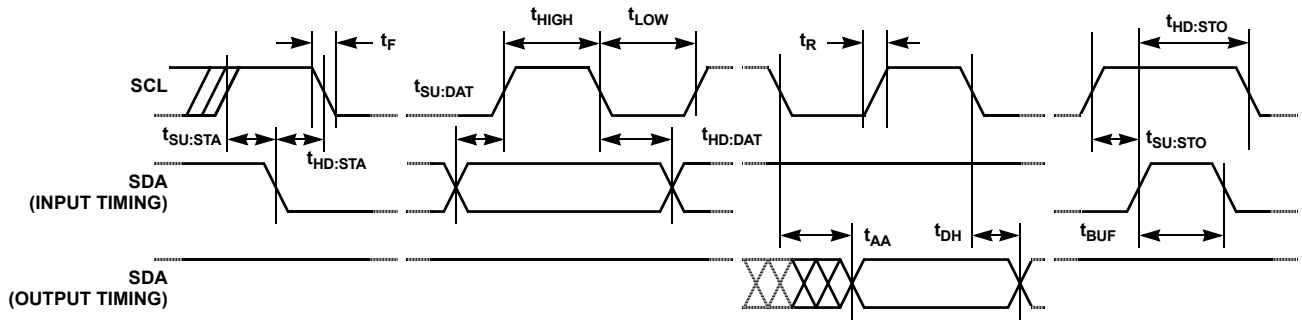 tF
tHIGH
tLOW
tR
tHD:STO
SCL
tSU:DAT
tSU:STA
tHD:STA
tHD:DAT
tSU:STO
SDA
(INPUT TIMING)
tAA
tDH
tBUF
SDA
(OUTPUT TIMING)